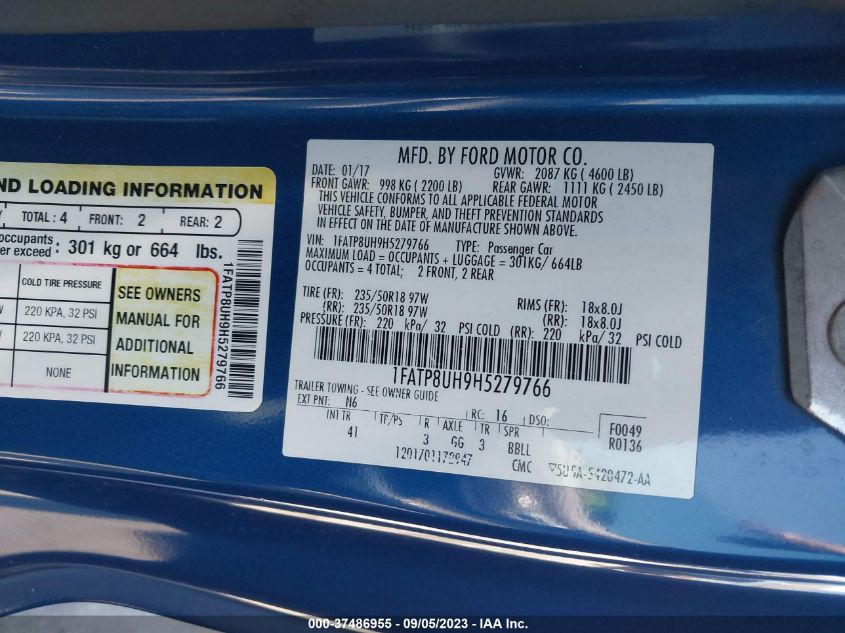 ND LOADING INFORMATION
TOTAL : 4 FRONT: 2 REAR: 2
occupants
er exceed : 301 kg or 664 lbs.
COLD TIRE PRESSURE
220 KPA, 32 PSI
220 KPA, 32 PSI
NONE
SEE OWNERS
MANUAL FOR
ADDITIONAL
INFORMATION
1FATP8UH9H5279766
MFD. BY FORD MOTOR CO.
DATE: 01/17 GVWR: 2087 KG ( 4600 LB)
FRONT GAWR: 998 KG ( 2200 LB) REAR GAWR: 1111 KG ( 2450 LB)
THIS VEHICLE CONFORMS TO ALL APPLICABLE FEDERAL MOTOR
VEHICLE SAFETY, BUMPER, AND THEFT PREVENTION STANDARDS
IN EFFECT ON THE DATE OF MANUFACTURE SHOWN ABOVE.
VIN: 1FATP8UH9H5279766 TYPE: Passenger Car
MAXIMUM LOAD = OCCUPANTS + LUGGAGE = 301KG/ 664LB
OCCUPANTS = 4 TOTAL; 2 FRONT, 2 REAR
TIRE (FR): 235/50R18 97W RIMS (FR): 18x8.0J
(RR): 235/50R18 97W (RR): 18x8.0J
PRESSURE (FR): 220 kPa/ 32 PSI COLD (RR): 220 kPa/ 32 PSI COLD
1FATP8UH9H5279766
TRAILER TOWING - SEE OWNER GUIDE
EXT PNT: N6 RC: 16 DSO: F0049
INT TR TP/PS R AXLE TR SPR R0136
41 3 GG 3 BBLL
CMC
000-37486955 - 09/05/2023 - IAA Inc.